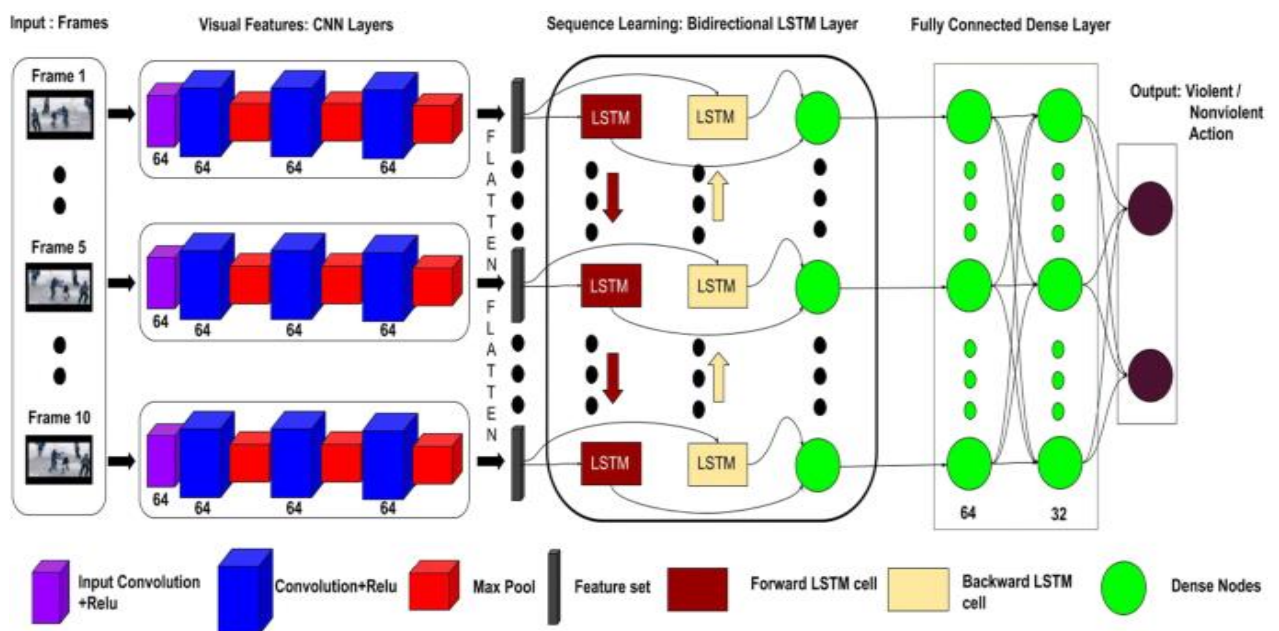 Input : Frames
Visual Features: CNN Layers
Sequence Learning: Bidirectional LSTM Layer
Fully Connected Dense Layer
Frame 1
64
64
64
64
FLATTEN
LSTM
LSTM
Output: Violent /
Nonviolent
Action
Frame 5
64
64
64
64
LSTM
LSTM
FLATTEN
Frame 10
64
64
64
64
LSTM
LSTM
64
32
Input Convolution
+Relu
Convolution+Relu
Max Pool
Feature set
Forward LSTM cell
Backward LSTM
cell
Dense Nodes